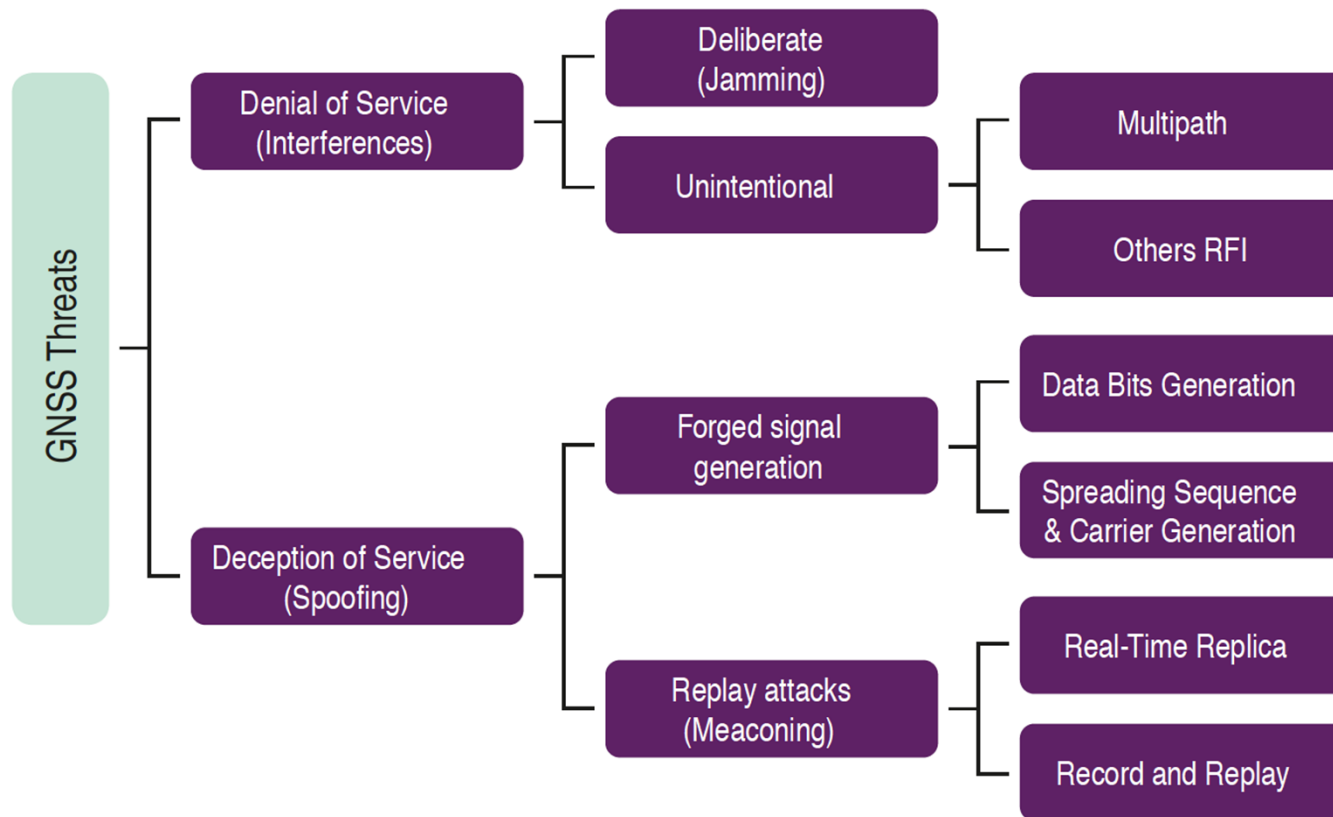 GNSS Threats
Denial of Service
(Interferences)
Deliberate
(Jamming)
Unintentional
Multipath
Others RFI
Deception of Service
(Spoofing)
Forged signal
generation
Data Bits Generation
Spreading Sequence
& Carrier Generation
Replay attacks
(Meaconing)
Real-Time Replica
Record and Replay